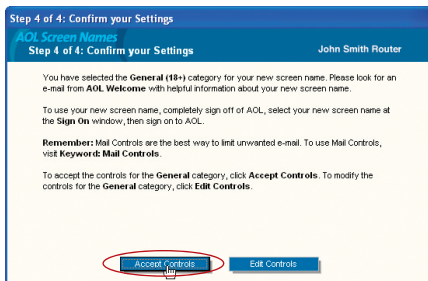 Step 4 of 4: Confirm your Settings
AOL Screen Names
Step 4 of 4: Confirm your Settings
John Smith Router
You have selected the General (18+) category for your new screen name. Please look for an
e-mail from AOL Welcome with helpful information about your new screen name.
To use your new screen name, completely sign off of AOL, select your new screen name at
the Sign On window, then sign on to AOL.
Remember: Mail Controls are the best way to limit unwanted e-mail. To use Mail Controls,
visit Keyword: Mail Controls.
To accept the controls for the General category, click Accept Controls. To modify the
controls for the General category, click Edit Controls.
Accept Controls
Edit Controls